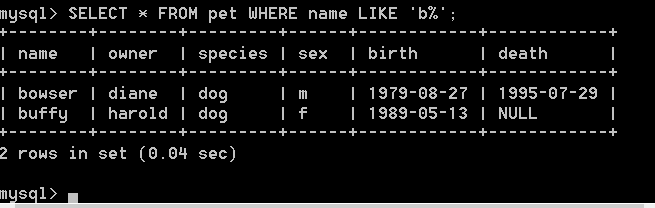 mysql> SELECT * FROM pet WHERE name LIKE 'b%';
+--------+--------+---------+------+------------+------------+
| name   | owner  | species | sex  | birth      | death      |
+--------+--------+---------+------+------------+------------+
| bowser | diane  | dog     | m    | 1979-08-27 | 1995-07-29 |
| buffy  | harold | dog     | f    | 1989-05-13 | NULL       |
+--------+--------+---------+------+------------+------------+
2 rows in set (0.04 sec)
mysql>